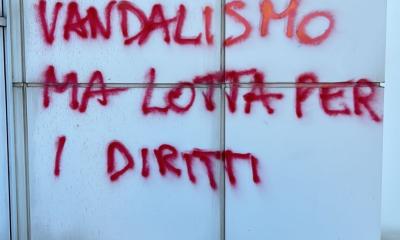 VANDALISMO
MA LOTTA PER
I DIRITTI